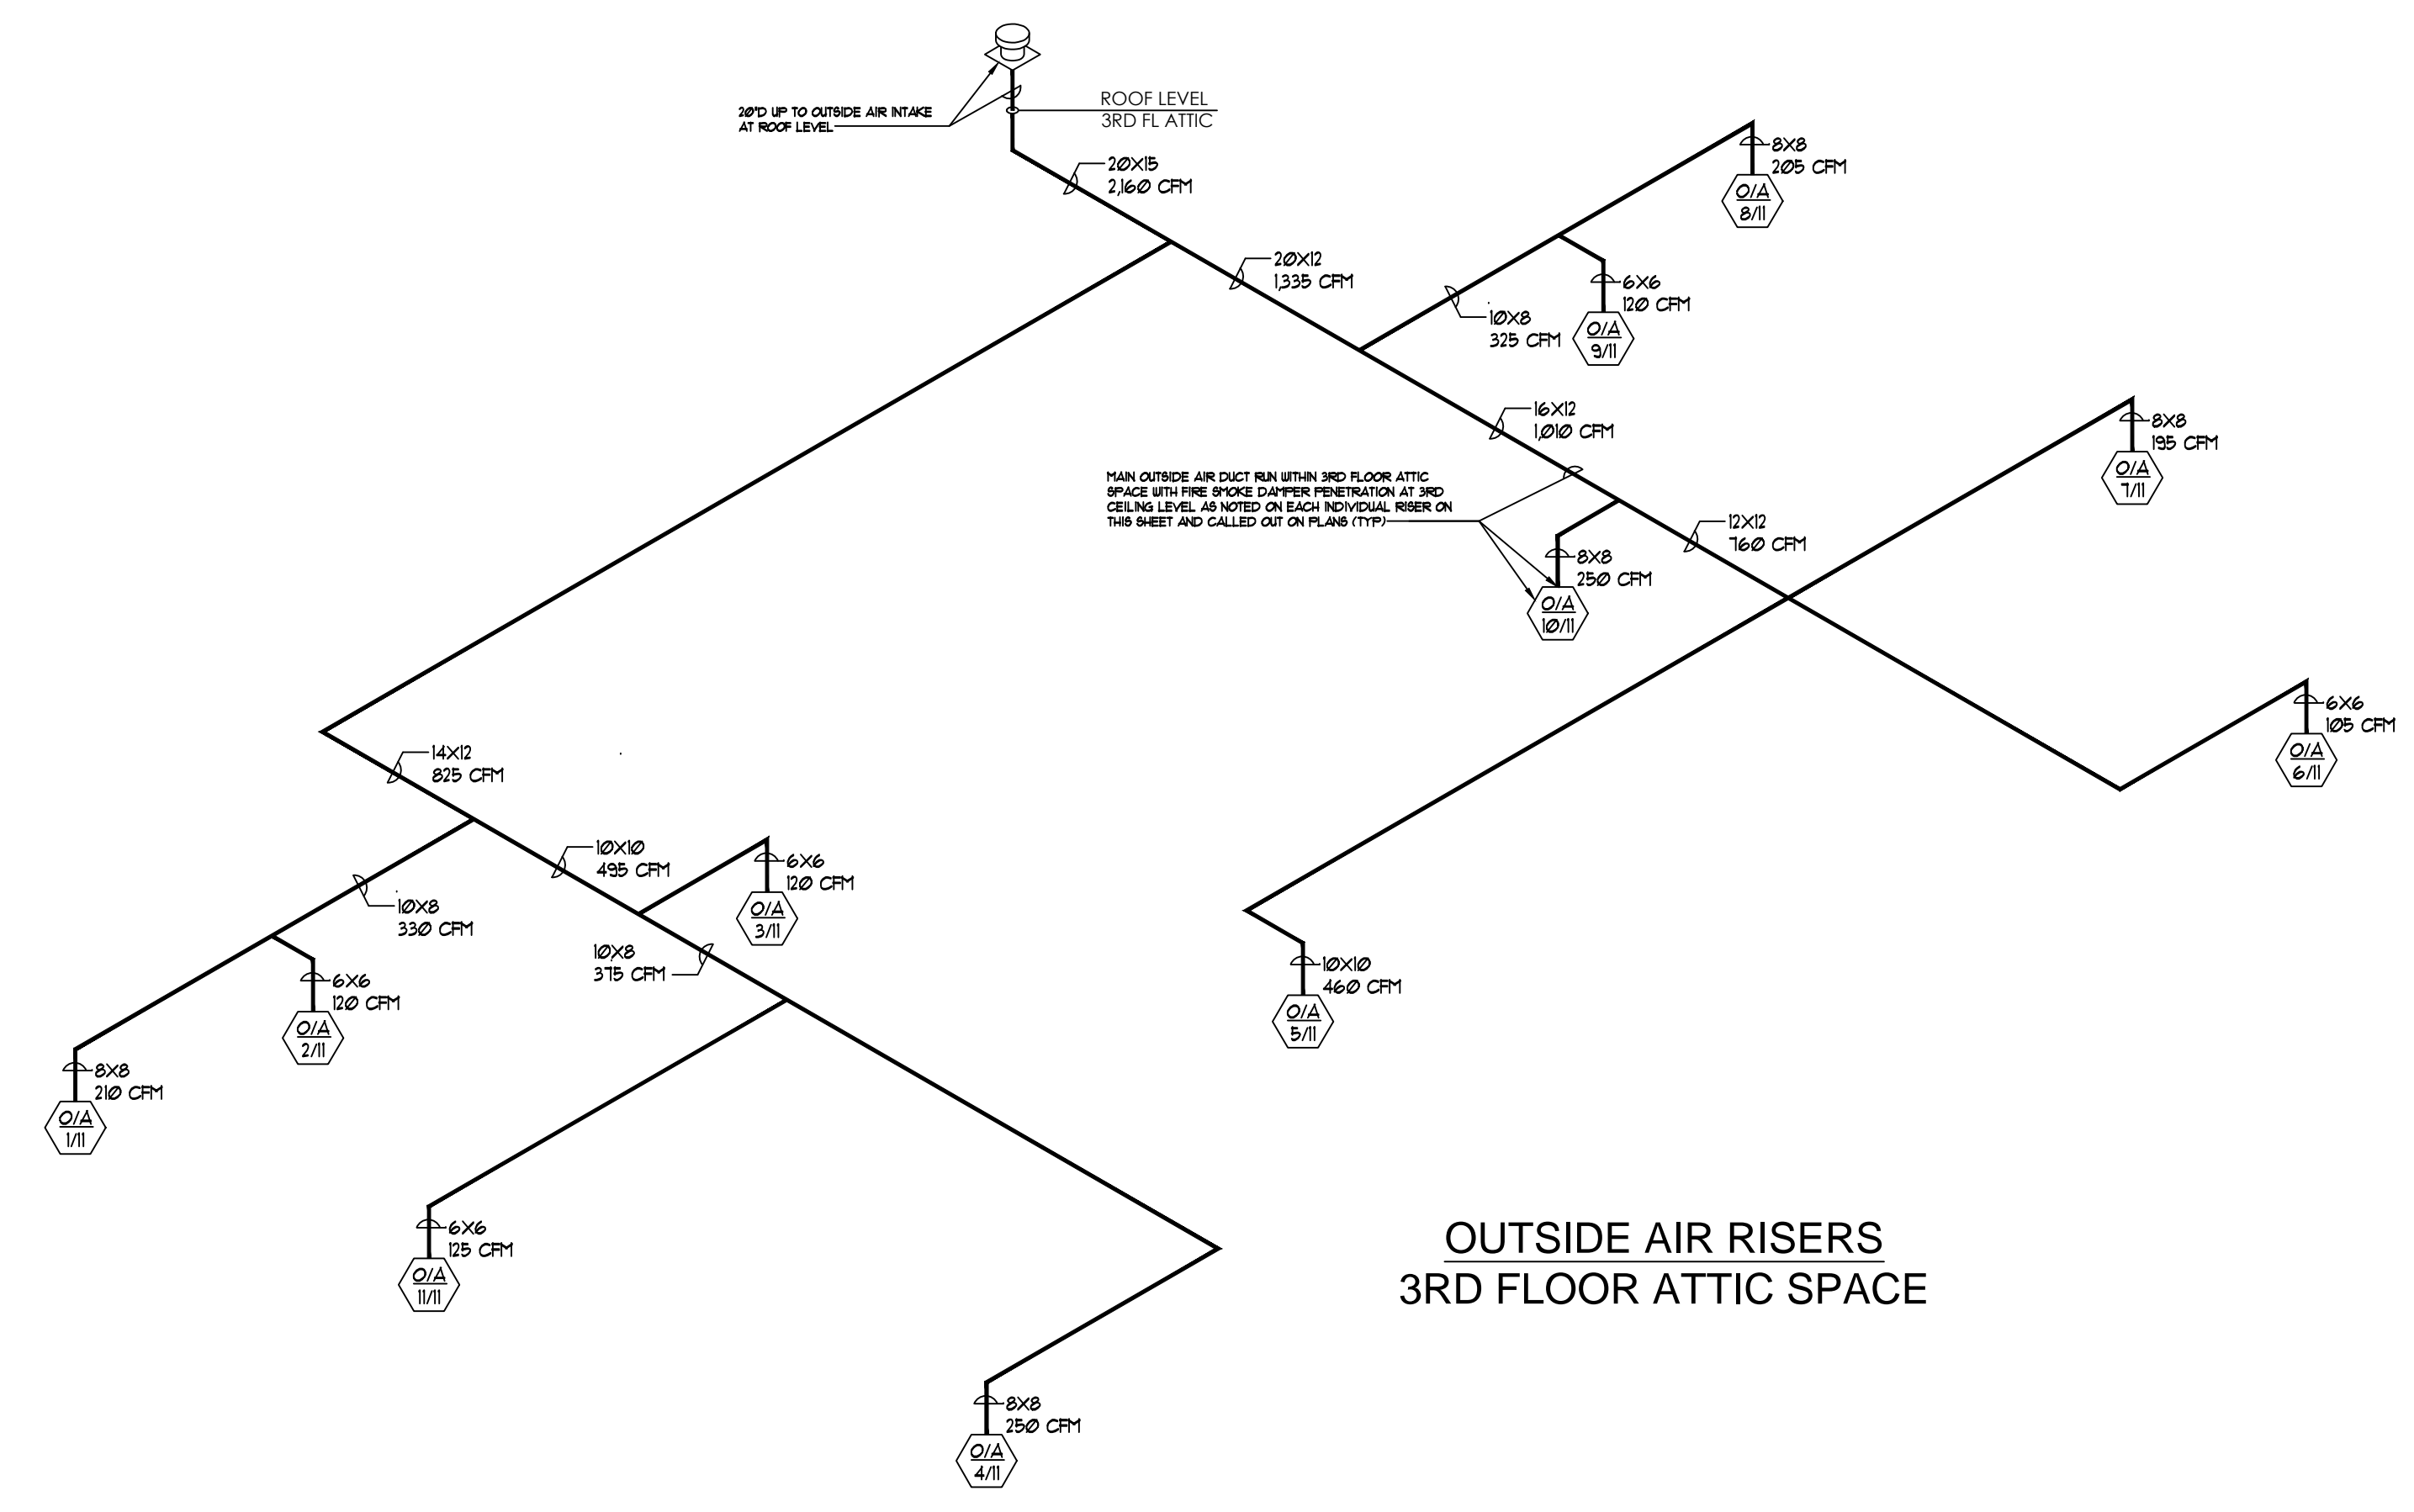 20"D UP TO OUTSIDE AIR INTAKE
AT ROOF LEVEL
ROOF LEVEL
3RD FL ATTIC
20X15
2,160 CFM
8X8
205 CFM
O/A
8/11
20X12
1,335 CFM
6X6
120 CFM
O/A
9/11
10X8
325 CFM
16X12
1,010 CFM
8X8
195 CFM
O/A
7/11
MAIN OUTSIDE AIR DUCT RUN WITHIN 3RD FLOOR ATTIC
SPACE WITH FIRE SMOKE DAMPER PENETRATION AT 3RD
CEILING LEVEL AS NOTED ON EACH INDIVIDUAL RISER ON
THIS SHEET AND CALLED OUT ON PLANS (TYP)
12X12
760 CFM
8X8
250 CFM
O/A
10/11
6X6
105 CFM
O/A
6/11
14X12
825 CFM
10X10
495 CFM
6X6
120 CFM
O/A
3/11
10X8
330 CFM
10X8
375 CFM
6X6
120 CFM
O/A
2/11
10X10
460 CFM
O/A
5/11
8X8
210 CFM
O/A
1/11
6X6
125 CFM
O/A
11/11
8X8
250 CFM
O/A
4/11
OUTSIDE AIR RISERS
3RD FLOOR ATTIC SPACE